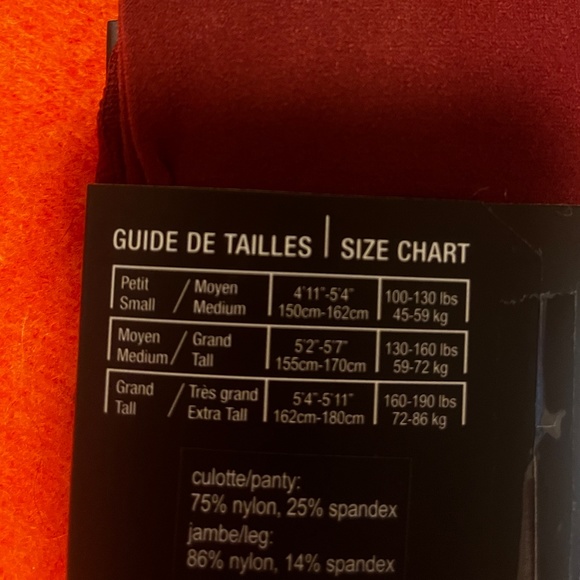 GUIDE DE TAILLES | SIZE CHART
Petit / Moyen 4'11"-5'4" 100-130 lbs
Small Medium 150cm-162cm 45-59 kg
Moyen / Grand 5'2"-5'7" 130-160 lbs
Medium Tall 155cm-170cm 59-72 kg
Grand / Très grand 5'4"-5'11" 160-190 lbs
Tall Extra Tall 162cm-180cm 72-86 kg
culotte/panty:
75% nylon, 25% spandex
jambe/leg:
86% nylon, 14% spandex